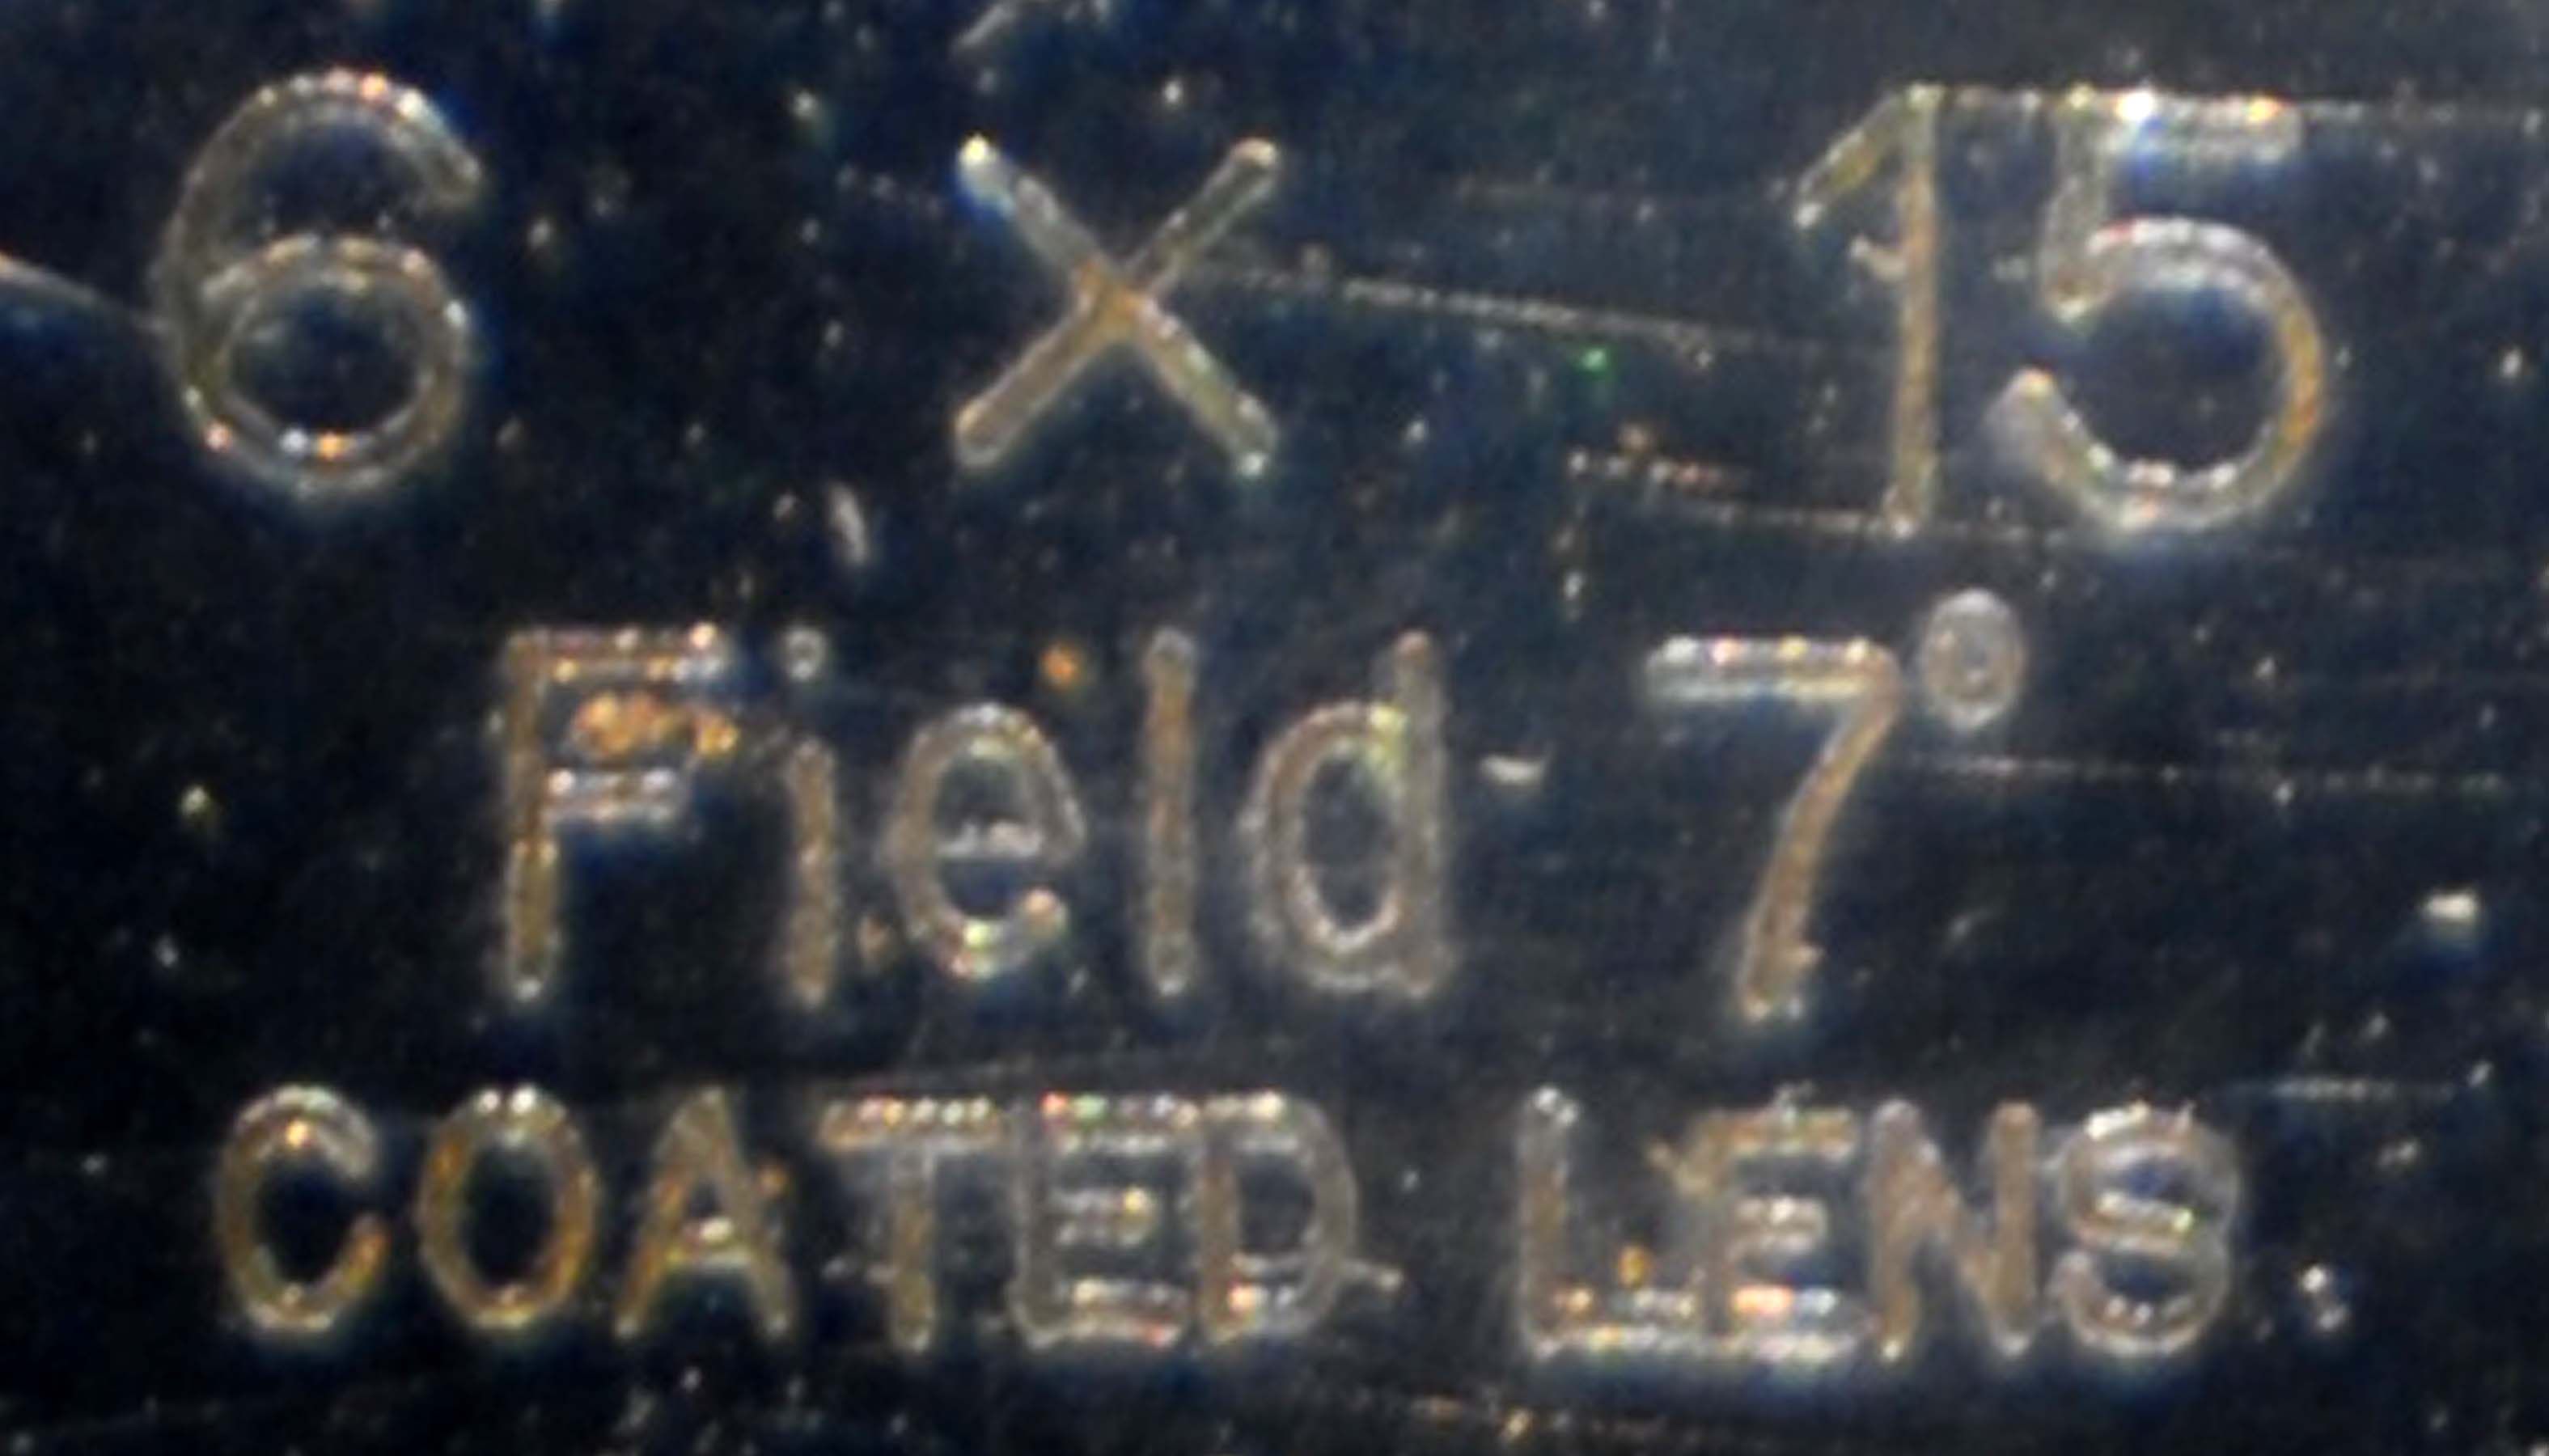 6 × 15
Field 7°
COATED LENS